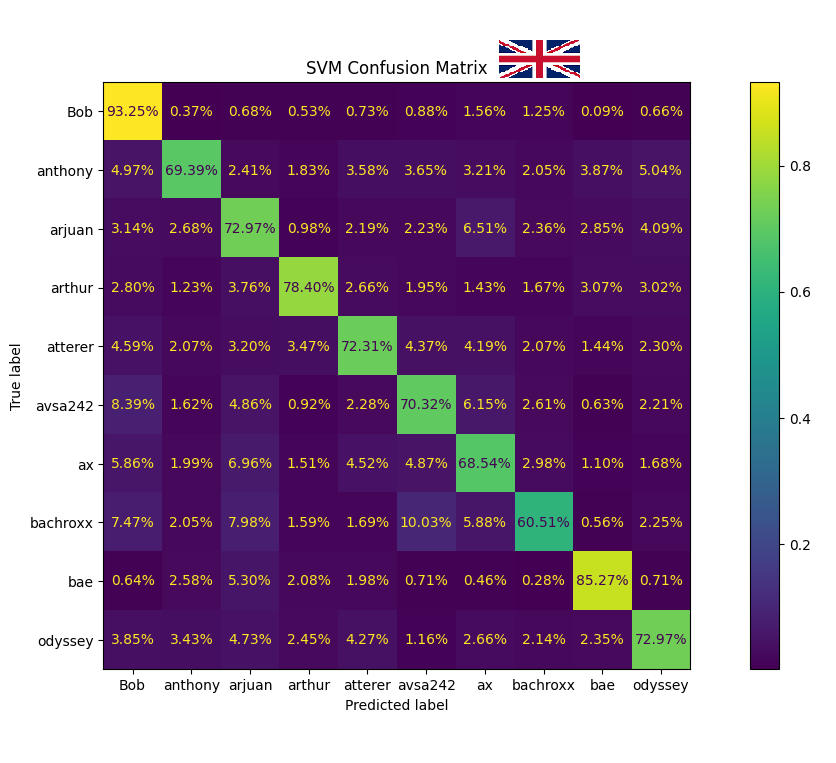 SVM Confusion Matrix
Bob 93.25% 0.37% 0.68% 0.53% 0.73% 0.88% 1.56% 1.25% 0.09% 0.66%
anthony 4.97% 69.39% 2.41% 1.83% 3.58% 3.65% 3.21% 2.05% 3.87% 5.04%
arjuan 3.14% 2.68% 72.97% 0.98% 2.19% 2.23% 6.51% 2.36% 2.85% 4.09%
arthur 2.80% 1.23% 3.76% 78.40% 2.66% 1.95% 1.43% 1.67% 3.07% 3.02%
atterer 4.59% 2.07% 3.20% 3.47% 72.31% 4.37% 4.19% 2.07% 1.44% 2.30%
avsa242 8.39% 1.62% 4.86% 0.92% 2.28% 70.32% 6.15% 2.61% 0.63% 2.21%
ax 5.86% 1.99% 6.96% 1.51% 4.52% 4.87% 68.54% 2.98% 1.10% 1.68%
bachroxx 7.47% 2.05% 7.98% 1.59% 1.69% 10.03% 5.88% 60.51% 0.56% 2.25%
bae 0.64% 2.58% 5.30% 2.08% 1.98% 0.71% 0.46% 0.28% 85.27% 0.71%
odyssey 3.85% 3.43% 4.73% 2.45% 4.27% 1.16% 2.66% 2.14% 2.35% 72.97%
Bob anthony arjuan arthur atterer avsa242 ax bachroxx bae odyssey
Predicted label
True label
0.8
0.6
0.4
0.2